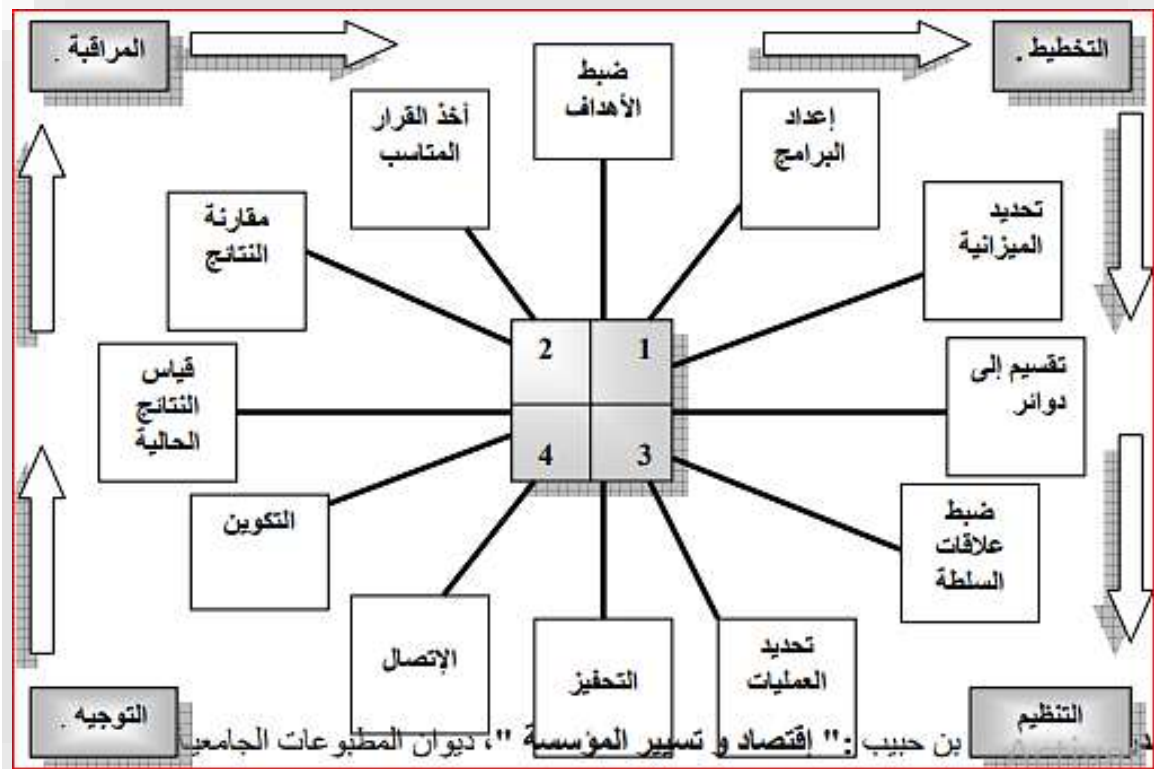 المراقبة .
التخطيط .
ضبط
الأهداف
إعداد
البرامج
أخذ القرار
المناسب
تحديد
الميزانية
مقارنة
النتائج
2
1
4
3
تقسيم إلى
دوائر
قياس
النتائج
الحالية
ضبط
علاقات
السلطة
التكوين
تحديد
العمليات
التحفيز
الإتصال
التنظيم
التوجيه .
بن حبيب :" إقتصاد و تسيير المؤسسة "، ديوان المطبوعات